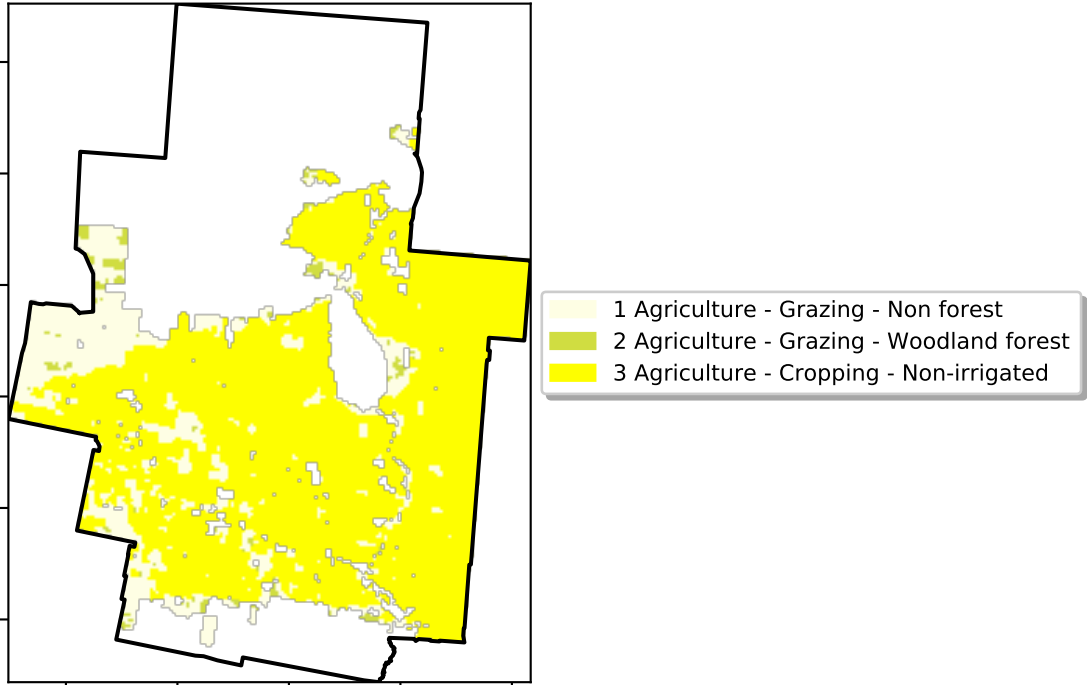 1 Agriculture - Grazing - Non forest
2 Agriculture - Grazing - Woodland forest
3 Agriculture - Cropping - Non-irrigated